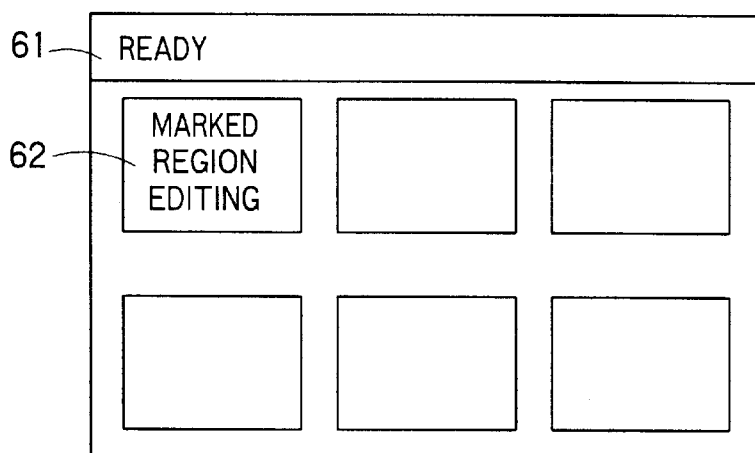 61
READY
62
MARKED
REGION
EDITING